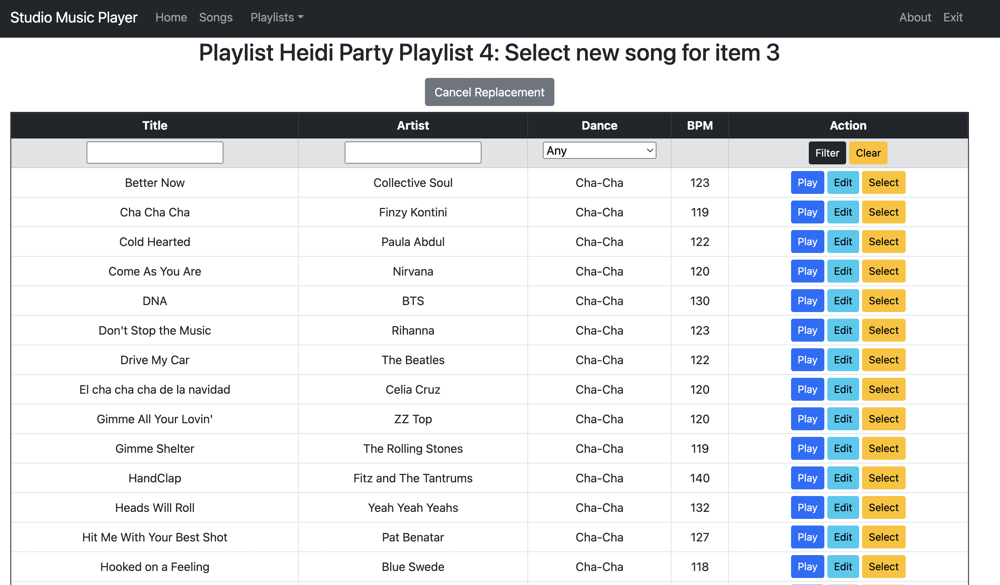 Studio Music Player Home Songs Playlists About Exit
Playlist Heidi Party Playlist 4: Select new song for item 3
Cancel Replacement
Title Artist Dance BPM Action
Any Filter Clear
Better Now Collective Soul Cha-Cha 123 Play Edit Select
Cha Cha Cha Finzy Kontini Cha-Cha 119 Play Edit Select
Cold Hearted Paula Abdul Cha-Cha 122 Play Edit Select
Come As You Are Nirvana Cha-Cha 120 Play Edit Select
DNA BTS Cha-Cha 130 Play Edit Select
Don't Stop the Music Rihanna Cha-Cha 123 Play Edit Select
Drive My Car The Beatles Cha-Cha 122 Play Edit Select
El cha cha cha de la navidad Celia Cruz Cha-Cha 120 Play Edit Select
Gimme All Your Lovin' ZZ Top Cha-Cha 120 Play Edit Select
Gimme Shelter The Rolling Stones Cha-Cha 119 Play Edit Select
HandClap Fitz and The Tantrums Cha-Cha 140 Play Edit Select
Heads Will Roll Yeah Yeah Yeahs Cha-Cha 132 Play Edit Select
Hit Me With Your Best Shot Pat Benatar Cha-Cha 127 Play Edit Select
Hooked on a Feeling Blue Swede Cha-Cha 118 Play Edit Select